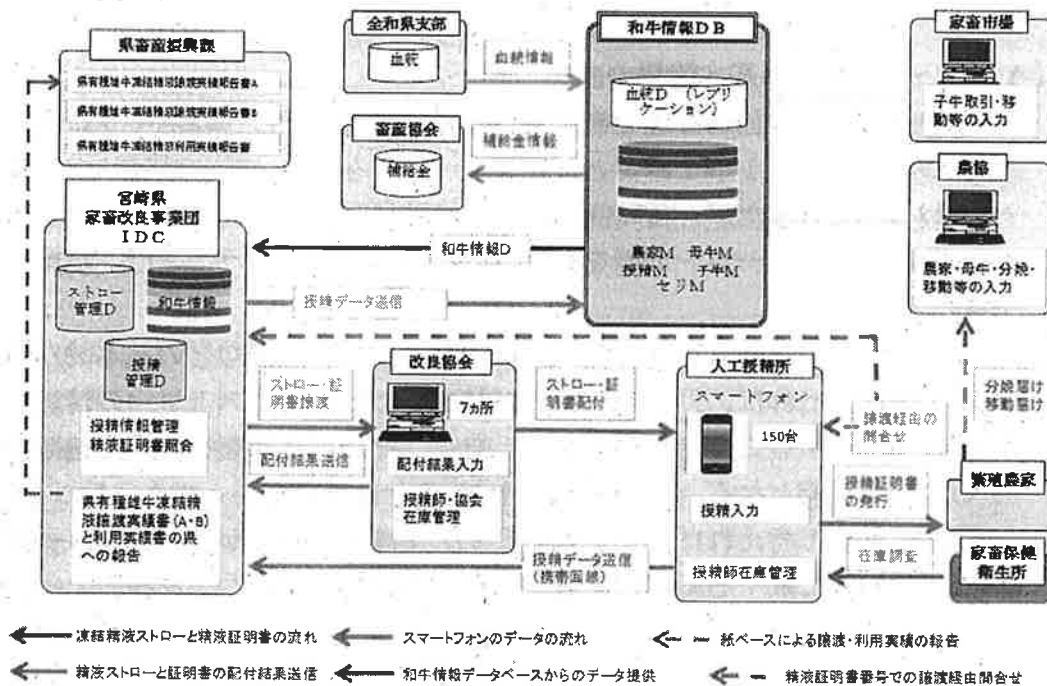 県畜産振興課
県有種雄牛凍結精液譲渡実績報告書A
県有種雄牛凍結精液譲渡実績報告書B
県有種雄牛凍結精液利用実績報告書
全和県支部
血統
血統情報
畜産協会
補給金
補給金情報
和牛情報DB
血統D (レプリ
ケーション)
農家M 母牛M
授精M 子牛M
セリM
家畜市場
子牛取引・移
動等の入力
農協
農家・母牛・分娩・
移動等の入力
宮崎県
家畜改良事業団
IDC
ストロー
管理D
和牛情報
授精
管理D
授精情報管理
精液証明書照会
県有種雄牛凍結精
液譲渡実績書(A・B)
と利用実績書の県
への報告
和牛情報D
授精データ送信
ストロー・証
明書譲渡
配付結果送信
改良協会
7カ所
配付結果入力
授精師・協会
在庫管理
ストロー・証
明書配付
人工授精所
スマートフォン
150台
授精入力
授精師在庫管理
授精データ送信
(携帯回線)
譲渡経由の
問合せ
分娩届け
移動届け
授精証明書
の発行
繁殖農家
在庫調査
家畜保健
衛生所
凍結精液ストローと精液証明書の流れ
スマートフォンのデータの流れ
紙ベースによる譲渡・利用実績の報告
精液ストローと証明書の配付結果送信
和牛情報データベースからのデータ提供
精液証明書番号での譲渡経由問合せ